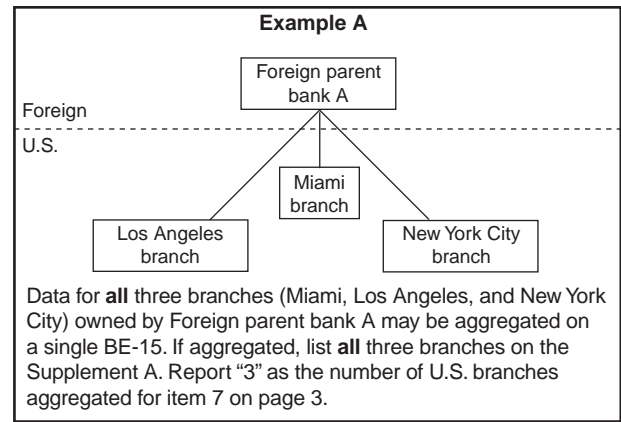 Example A
Foreign parent
bank A
Foreign
U.S.
Miami
branch
Los Angeles
branch
New York City
branch
Data for all three branches (Miami, Los Angeles, and New York
City) owned by Foreign parent bank A may be aggregated on
a single BE-15. If aggregated, list all three branches on the
Supplement A. Report “3” as the number of U.S. branches
aggregated for item 7 on page 3.